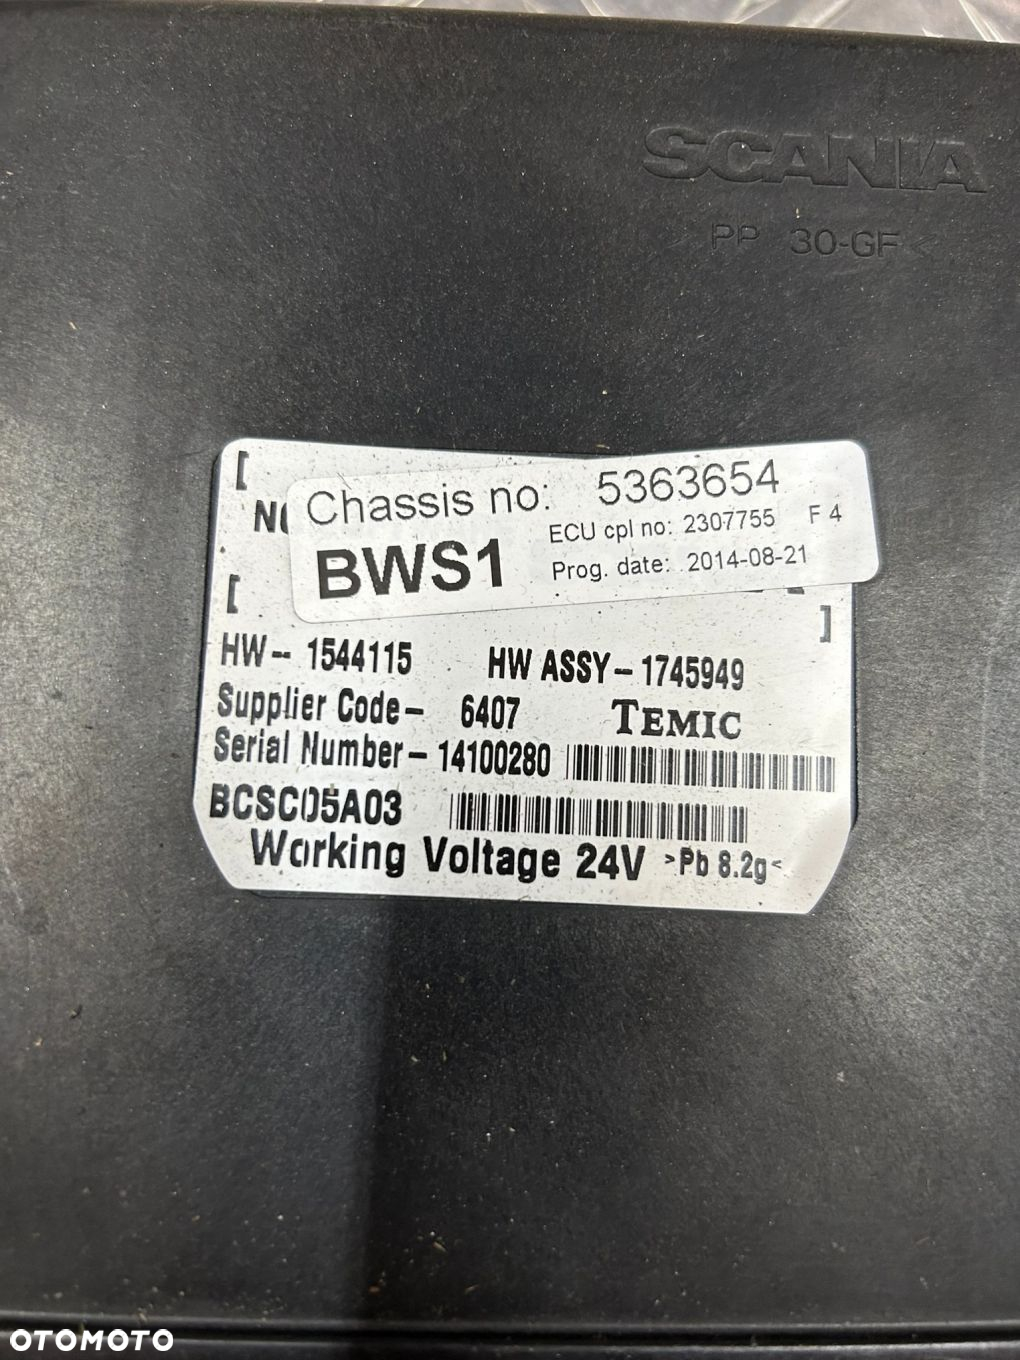 SCANIA
PP 30-GF<
[
Chassis no: 5363654
ECU cpl no: 2307755 F 4
BWS1
Prog. date: 2014-08-21
[ ]
HW- 1544115 HW ASSY- 1745949
Supplier Code- 6407 TEMIC
Serial Number- 14100280
BCSC05A03
Working Voltage 24V >Pb 8.2g<
OTOMOTO